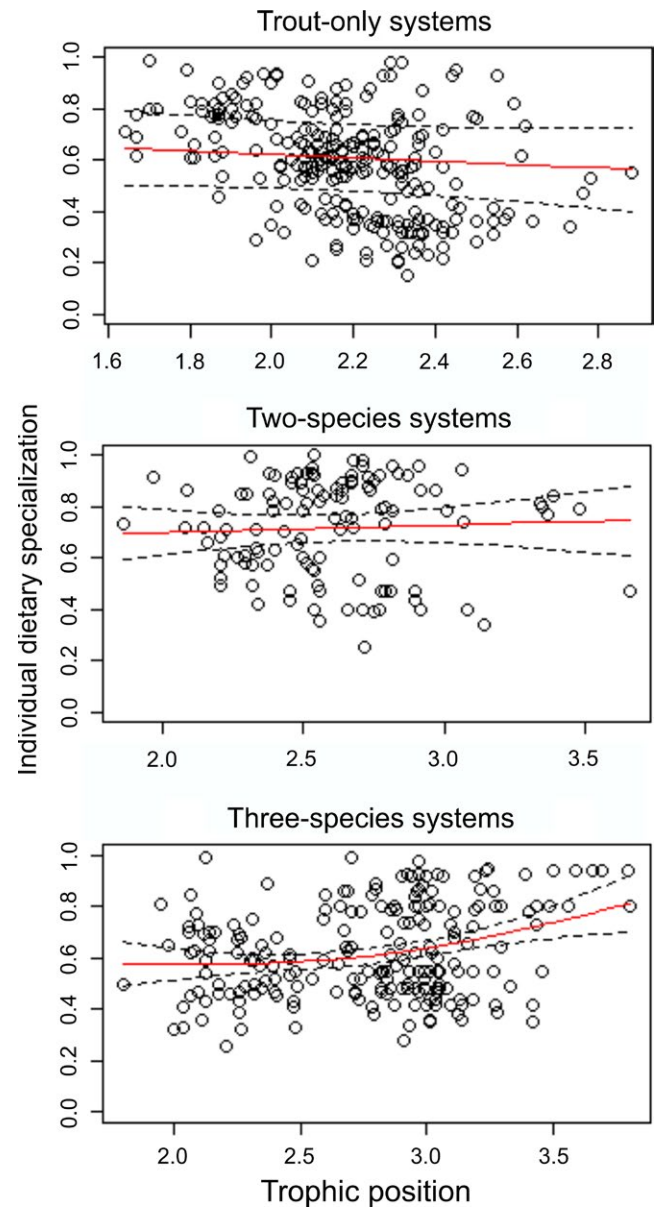 Trout-only systems
1.0
0.8
0.6
0.4
0.2
0.0
1.6 1.8 2.0 2.2 2.4 2.6 2.8
Individual dietary specialization
Two-species systems
1.0
0.8
0.6
0.4
0.2
0.0
2.0 2.5 3.0 3.5
Three-species systems
1.0
0.8
0.6
0.4
0.2
0.0
2.0 2.5 3.0 3.5
Trophic position